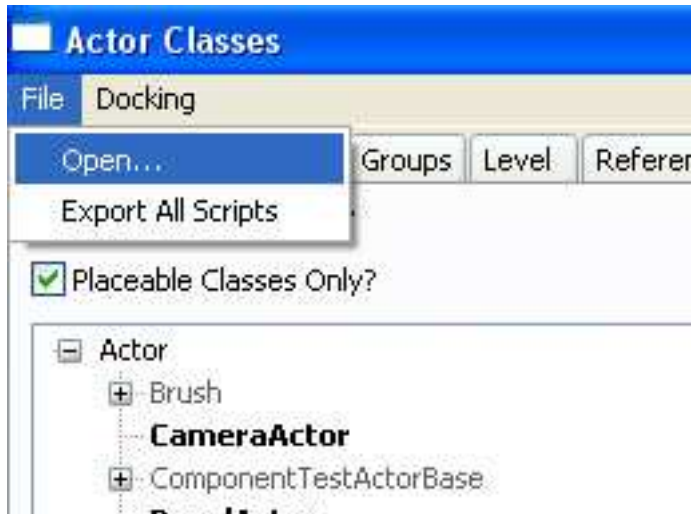 Actor Classes
File Docking
Open...
Groups Level
Export All Scripts
Placeable Classes Only?
Actor
Brush
CameraActor
ComponentTestActorBase